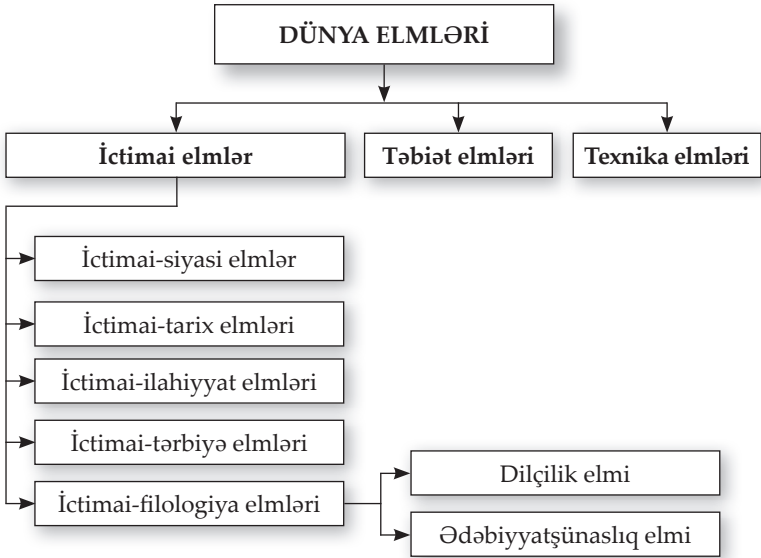 DÜNYA ELMLƏRİ
İctimai elmlər
Təbiət elmləri
Texnika elmləri
İctimai-siyasi elmlər
İctimai-tarix elmləri
İctimai-ilahiyyat elmləri
İctimai-tərbiyə elmləri
İctimai-filologiya elmləri
Dilçilik elmi
Ədəbiyyatşünaslıq elmi